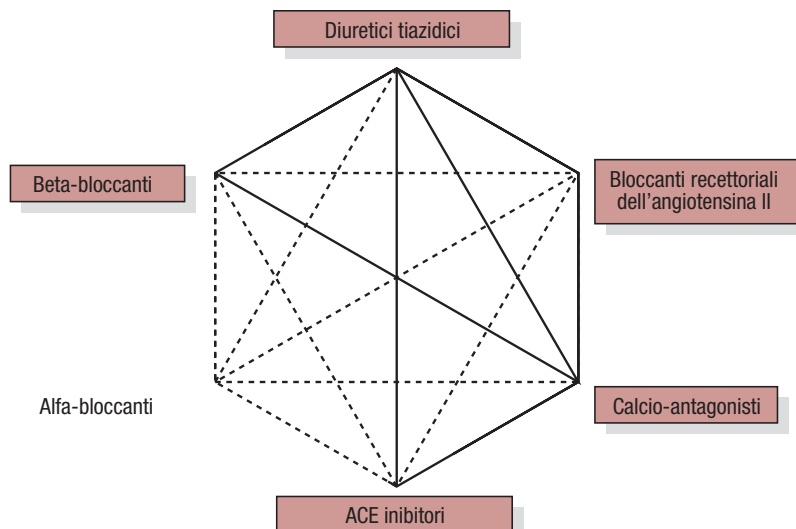 Diuretici tiazidici
Beta-bloccanti
Bloccanti recettoriali
dell'angiotensina II
Alfa-bloccanti
Calcio-antagonisti
ACE inibitori